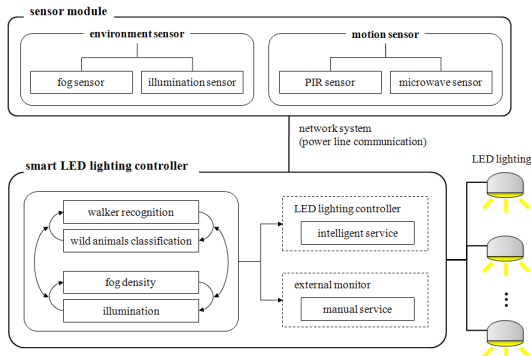 sensor module
environment sensor
motion sensor
fog sensor
illumination sensor
PIR sensor
microwave sensor
network system
(power line communication)
LED lighting
smart LED lighting controller
walker recognition
wild animals classification
fog density
illumination
LED lighting controller
intelligent service
external monitor
manual service